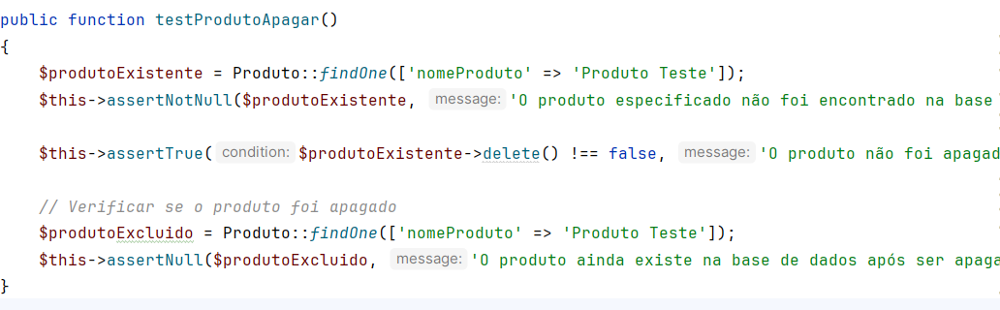 public function testProdutoApagar()
{
$produtoExistente = Produto::findOne(['nomeProduto' => 'Produto Teste']);
$this->assertNotNull($produtoExistente, message: 'O produto especificado não foi encontrado na base
$this->assertTrue( condition: $produtoExistente->delete() !== false, message: 'O produto não foi apagad
// Verificar se o produto foi apagado
$produtoExcluido = Produto::findOne(['nomeProduto' => 'Produto Teste']);
$this->assertNull($produtoExcluido, message: 'O produto ainda existe na base de dados após ser apaga
}